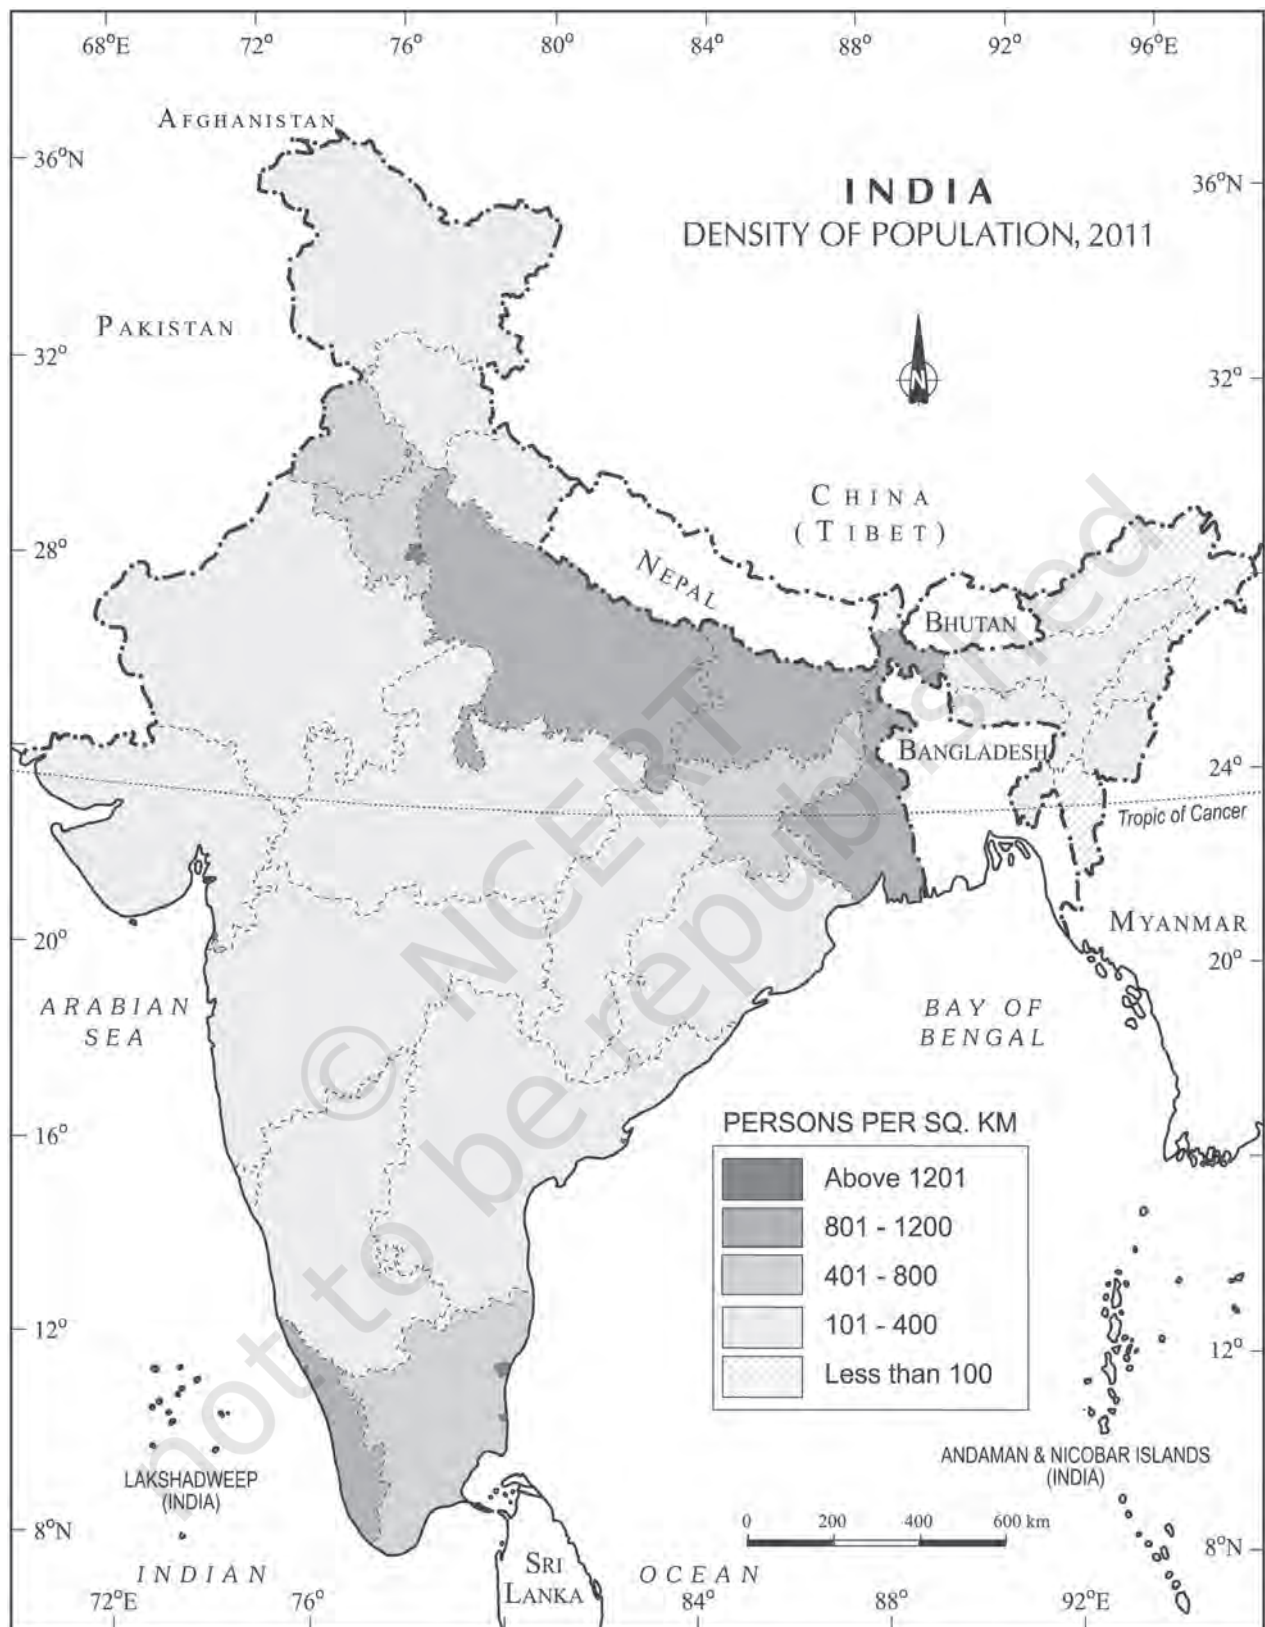 68°E 72° 76° 80° 84° 88° 92° 96°E
AFGHANISTAN
36°N
36°N
INDIA
DENSITY OF POPULATION, 2011
PAKISTAN
N
32°
32°
CHINA
(TIBET)
28°
28°
NEPAL
BHUTAN
BANGLADESH
24°
Tropic of Cancer
MYANMAR
20°
20°
ARABIAN
SEA
BAY OF
BENGAL
© NCERT
not to be republished
16°
PERSONS PER SQ. KM
Above 1201
801 - 1200
401 - 800
101 - 400
Less than 100
12°
12°
LAKSHADWEEP
(INDIA)
ANDAMAN & NICOBAR ISLANDS
(INDIA)
0 200 400 600 km
8°N
8°N
INDIAN
SRI
LANKA
OCEAN
72°E 76° 84° 88° 92°E